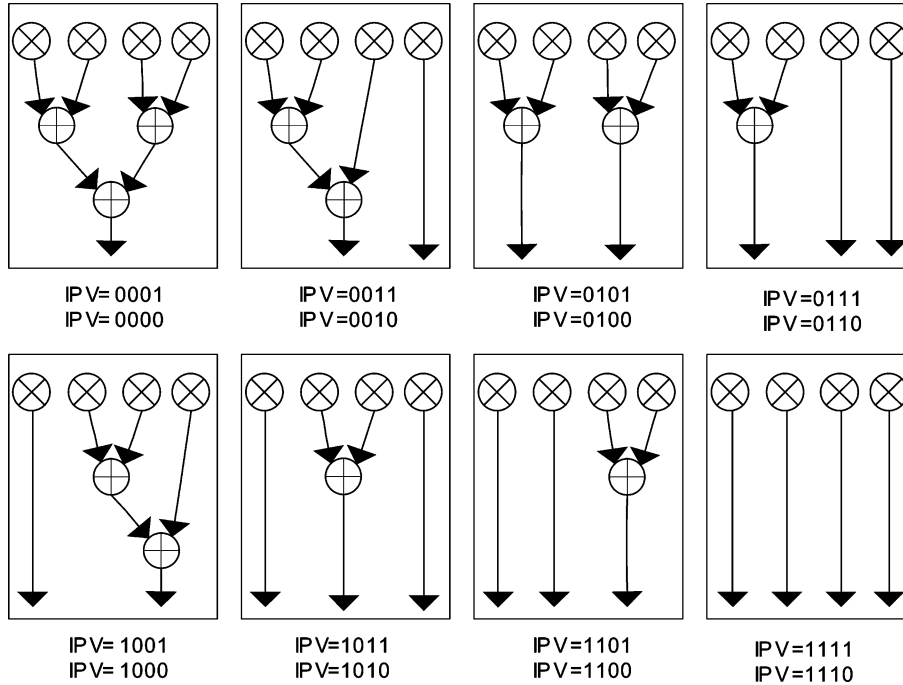 IPV= 0001
IPV= 0000
IPV=0011
IPV=0010
IPV=0101
IPV=0100
IPV=0111
IPV=0110
IPV= 1001
IPV= 1000
IPV=1011
IPV=1010
IPV=1101
IPV=1100
IPV=1111
IPV=1110